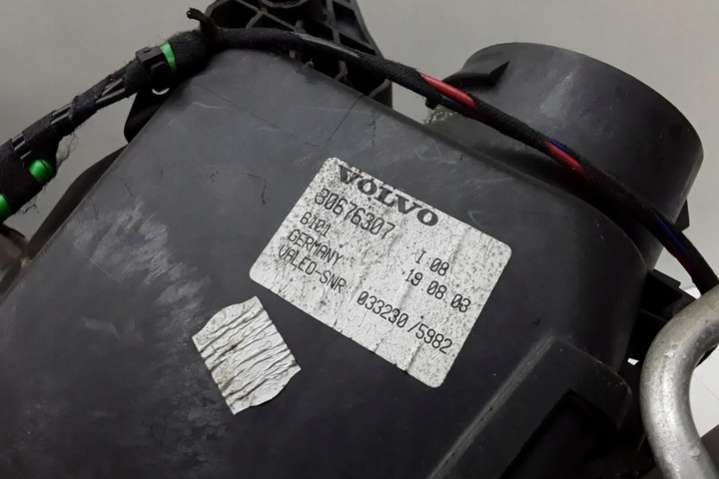 VOLVO
30676307
6101 I 08
GERMANY 19 08 03
VALEO-SNR 033230/5982